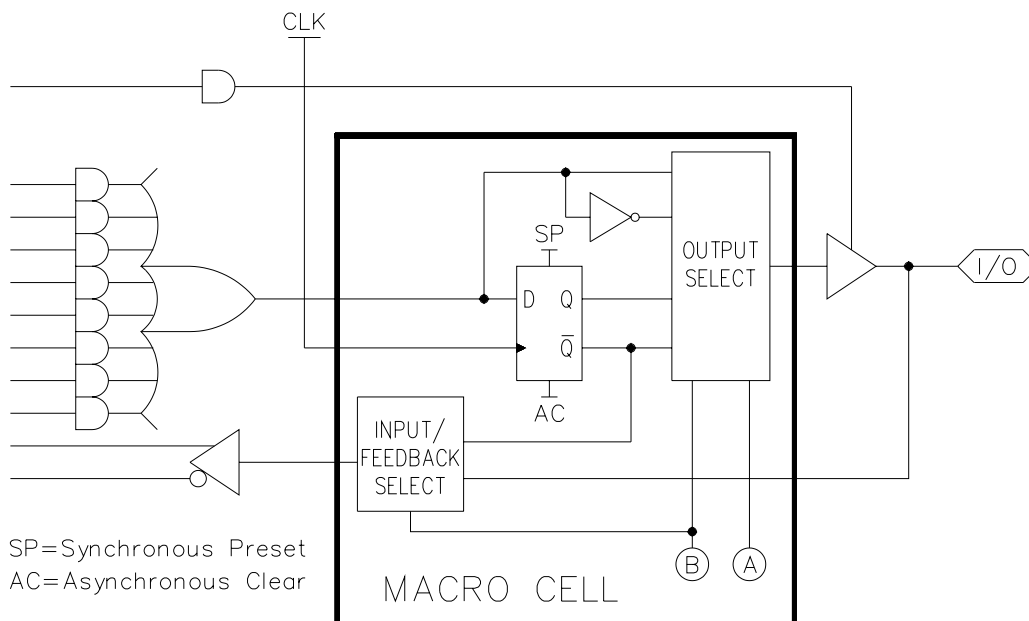 CLK
SP
OUTPUT
SELECT
I/O
D Q
Q̅
AC
INPUT/
FEEDBACK
SELECT
SP=Synchronous Preset
AC=Asynchronous Clear
B A
MACRO CELL